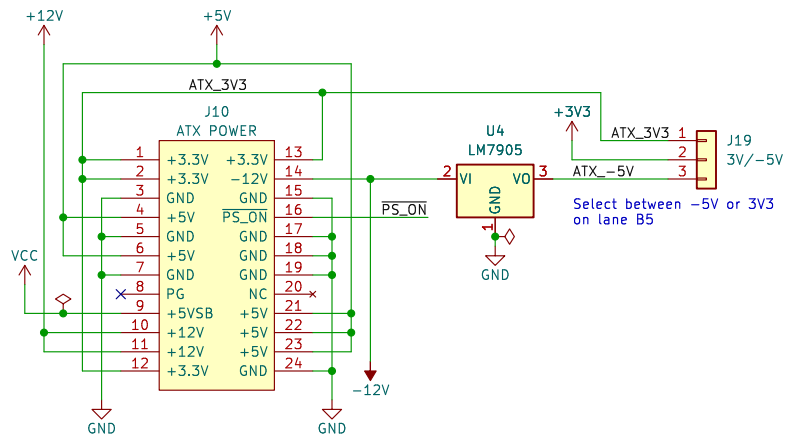 +12V
+5V
ATX_3V3
J10
ATX POWER
1 +3.3V +3.3V 13
2 +3.3V -12V 14
3 GND GND 15
4 +5V PS_ON 16 PS_ON
5 GND GND 17
6 +5V GND 18
7 GND GND 19
8 PG NC 20
9 +5VSB +5V 21
10 +12V +5V 22
11 +12V +5V 23
12 +3.3V GND 24
VCC
GND
GND
-12V
U4
LM7905
2 VI VO 3
GND
1
GND
+3V3
ATX_3V3 1
2
ATX_-5V 3
J19
3V/-5V
Select between -5V or 3V3
on lane B5